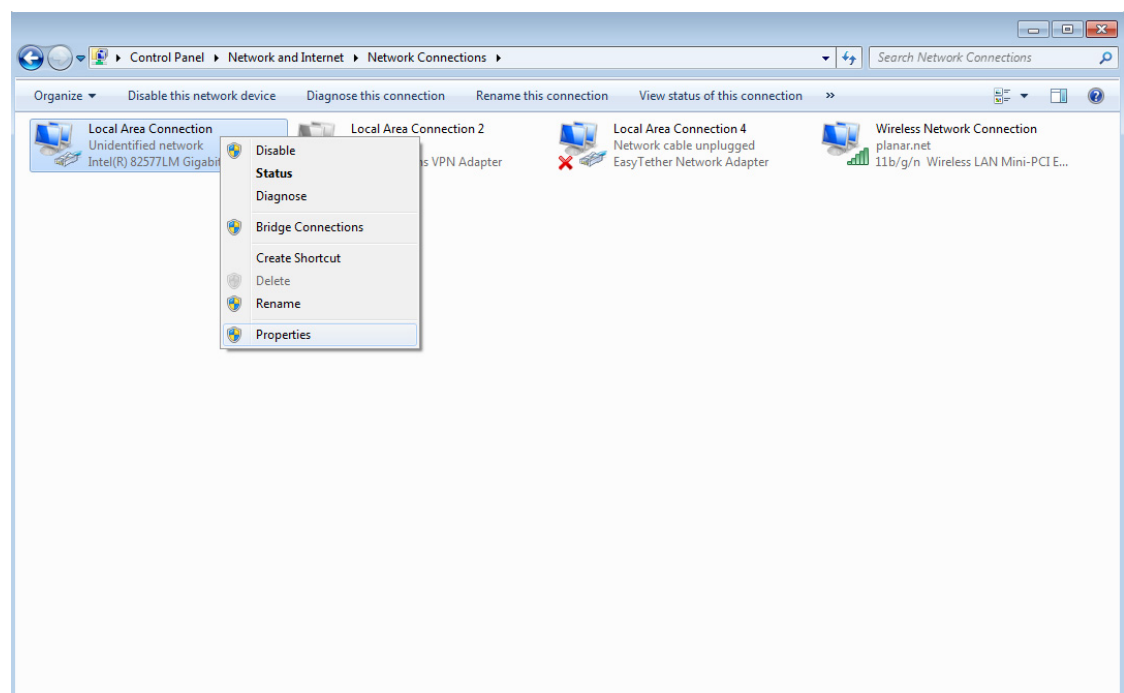 Control Panel ▸ Network and Internet ▸ Network Connections ▸
Search Network Connections
Organize ▾ Disable this network device Diagnose this connection Rename this connection View status of this connection »
Local Area Connection
Unidentified network
Intel(R) 82577LM Gigabit
Local Area Connection 2
VPN Adapter
Local Area Connection 4
Network cable unplugged
EasyTether Network Adapter
Wireless Network Connection
planar.net
11b/g/n Wireless LAN Mini-PCI E...
Disable
Status
Diagnose
Bridge Connections
Create Shortcut
Delete
Rename
Properties